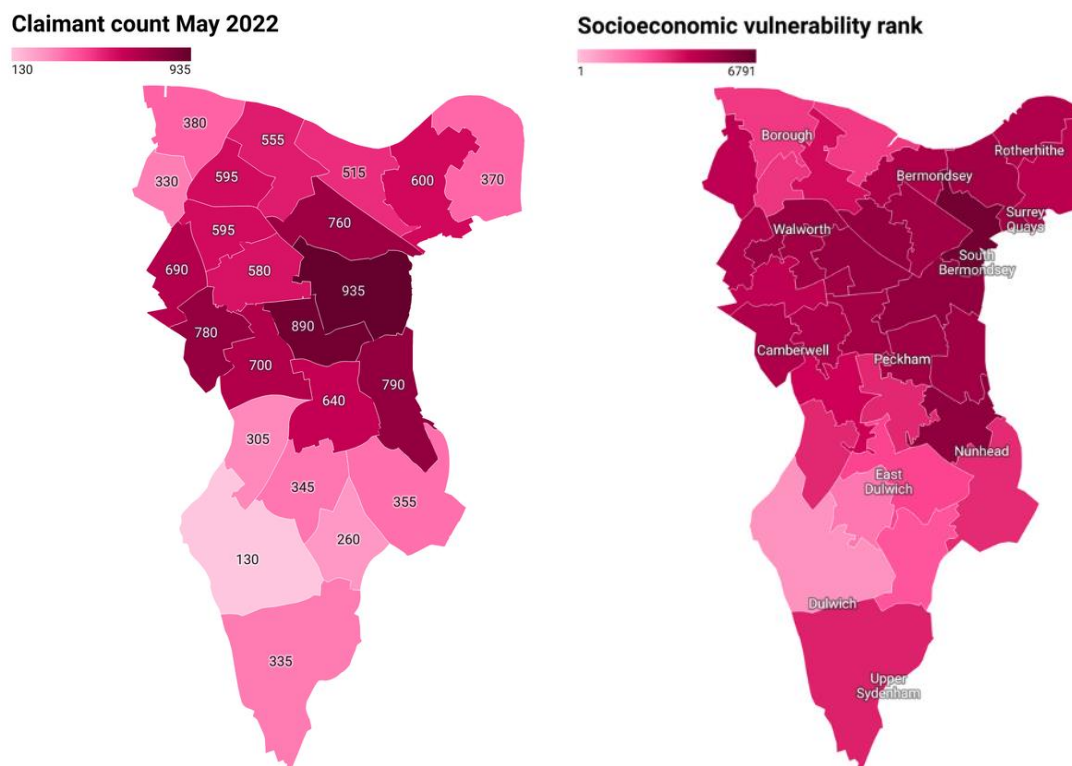 Claimant count May 2022
130 935
380
555
330
595
515
600
370
595
760
690
580
935
780
890
700
790
640
305
345
355
260
130
335
Socioeconomic vulnerability rank
1 6791
Borough
Rotherhithe
Bermondsey
Surrey
Quays
Walworth
South
Bermondsey
Camberwell
Peckham
Nunhead
East
Dulwich
Dulwich
Upper
Sydenham